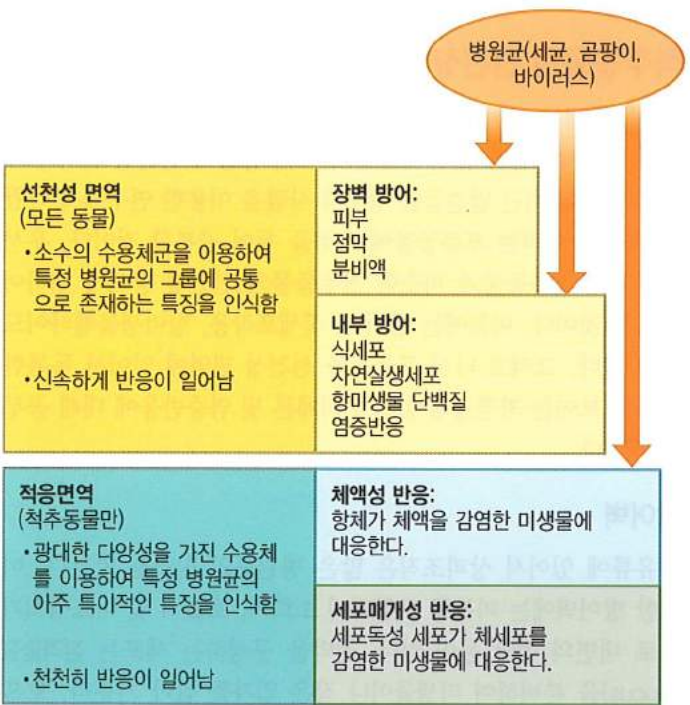 병원균(세균, 곰팡이,
바이러스)
선천성 면역
(모든 동물)
•소수의 수용체군을 이용하여
특정 병원균의 그룹에 공통
으로 존재하는 특징을 인식함
•신속하게 반응이 일어남
장벽 방어:
피부
점막
분비액
내부 방어:
식세포
자연살생세포
항미생물 단백질
염증반응
적응면역
(척추동물만)
•광대한 다양성을 가진 수용체
를 이용하여 특정 병원균의
아주 특이적인 특징을 인식함
•천천히 반응이 일어남
체액성 반응:
항체가 체액을 감염한 미생물에
대응한다.
세포매개성 반응:
세포독성 세포가 체세포를
감염한 미생물에 대응한다.